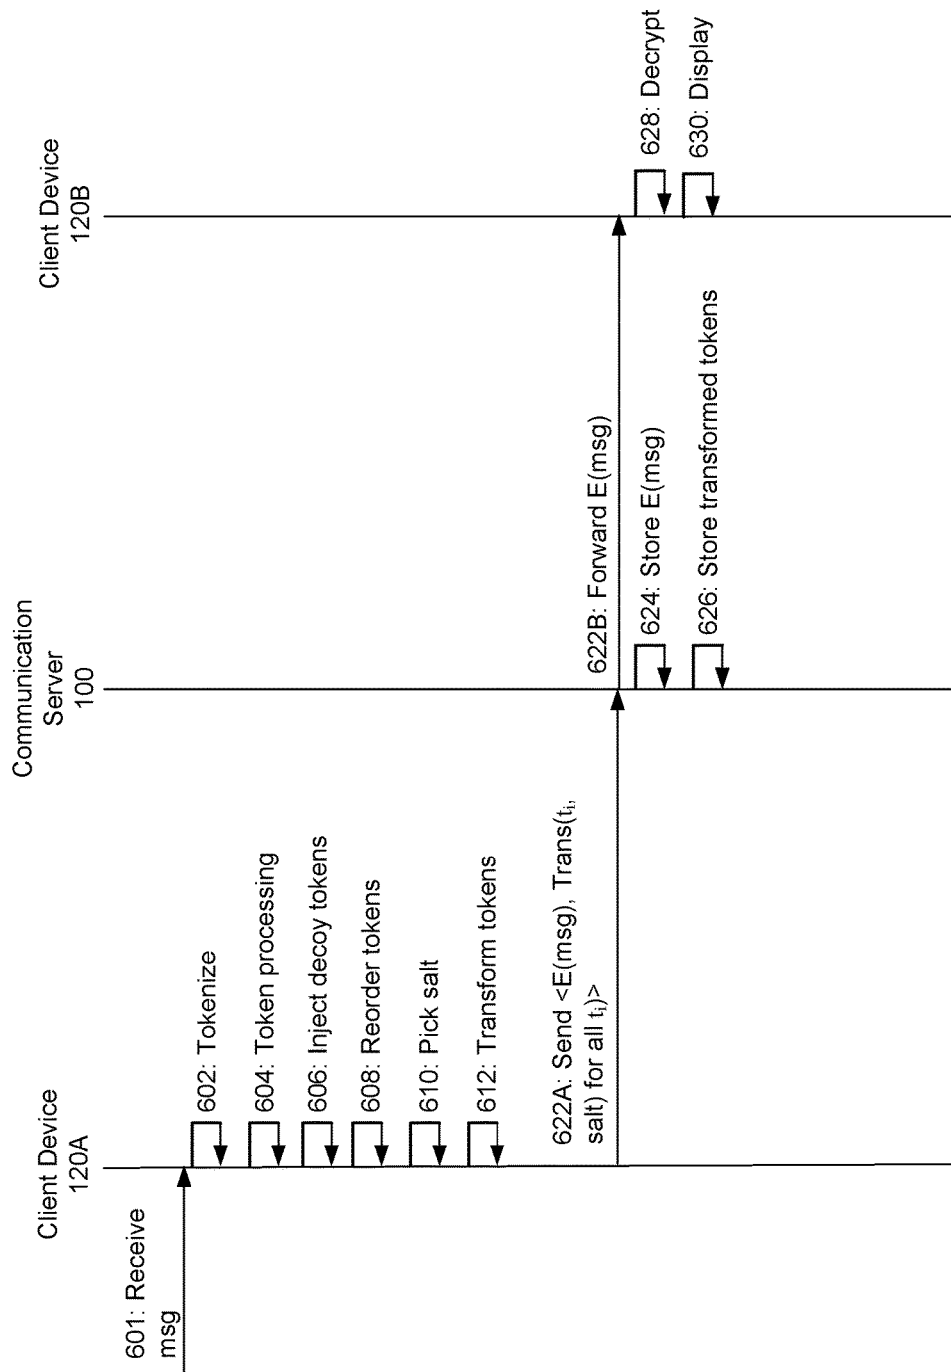 Client Device
120A
Communication
Server
100
Client Device
120B
601: Receive
msg
602: Tokenize
604: Token processing
606: Inject decoy tokens
608: Reorder tokens
610: Pick salt
612: Transform tokens
622A: Send <E(msg), Trans(tᵢ,
salt) for all tᵢ)>
622B: Forward E(msg)
624: Store E(msg)
626: Store transformed tokens
628: Decrypt
630: Display